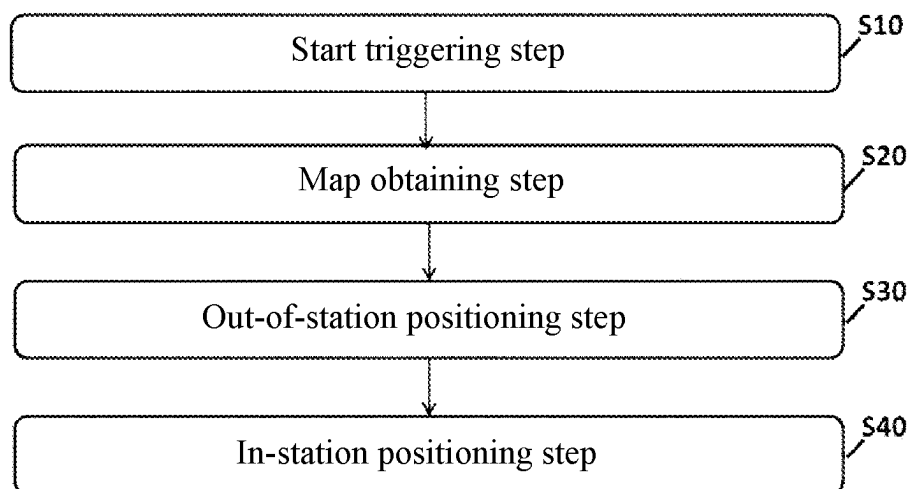 S10
Start triggering step
S20
Map obtaining step
S30
Out-of-station positioning step
S40
In-station positioning step